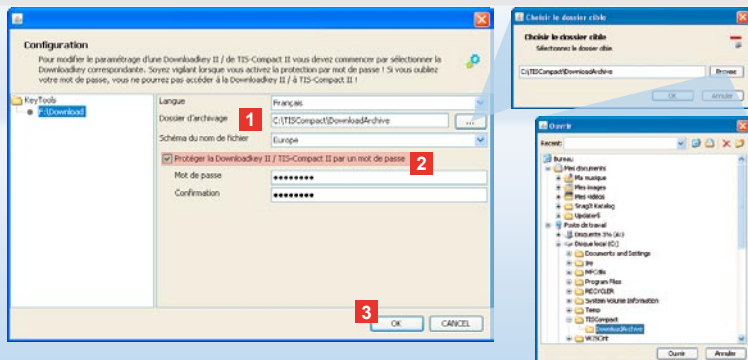 Configuration
Pour modifier le paramétrage d'une Downloadkey II / de TIS-Compact II vous devez commencer par sélectionner la
Downloadkey correspondante. Soyez vigilant lorsque vous activez la protection par mot de passe ! Si vous oubliez
votre mot de passe, vous ne pourrez pas accéder à la Downloadkey II / à TIS-Compact II !
KeyTools
F:\Download
Langue
Français
Dossier d'archivage
1
C:\TISCompact\DownloadArchive
...
Schéma du nom de fichier
Europe
Protéger la Downloadkey II / TIS-Compact II par un mot de passe
2
Mot de passe
••••••••
Confirmation
••••••••
3
OK
CANCEL
Choisir le dossier cible
Choisir le dossier cible
Sélectionnez le dossier cible.
C:\TISCompact\DownloadArchive
Browse
OK
Annuler
Ouvrir
Recent:
Bureau
Mes documents
Ma musique
Mes images
Mes vidéos
SnagIt Katalog
Updater5
Poste de travail
Disquette 3½ (A:)
Disque local (C:)
Documents and Settings
Program Files
RECYCLER
System Volume Information
Temp
TISCompact
DownloadArchive
Ouvrir
Annuler